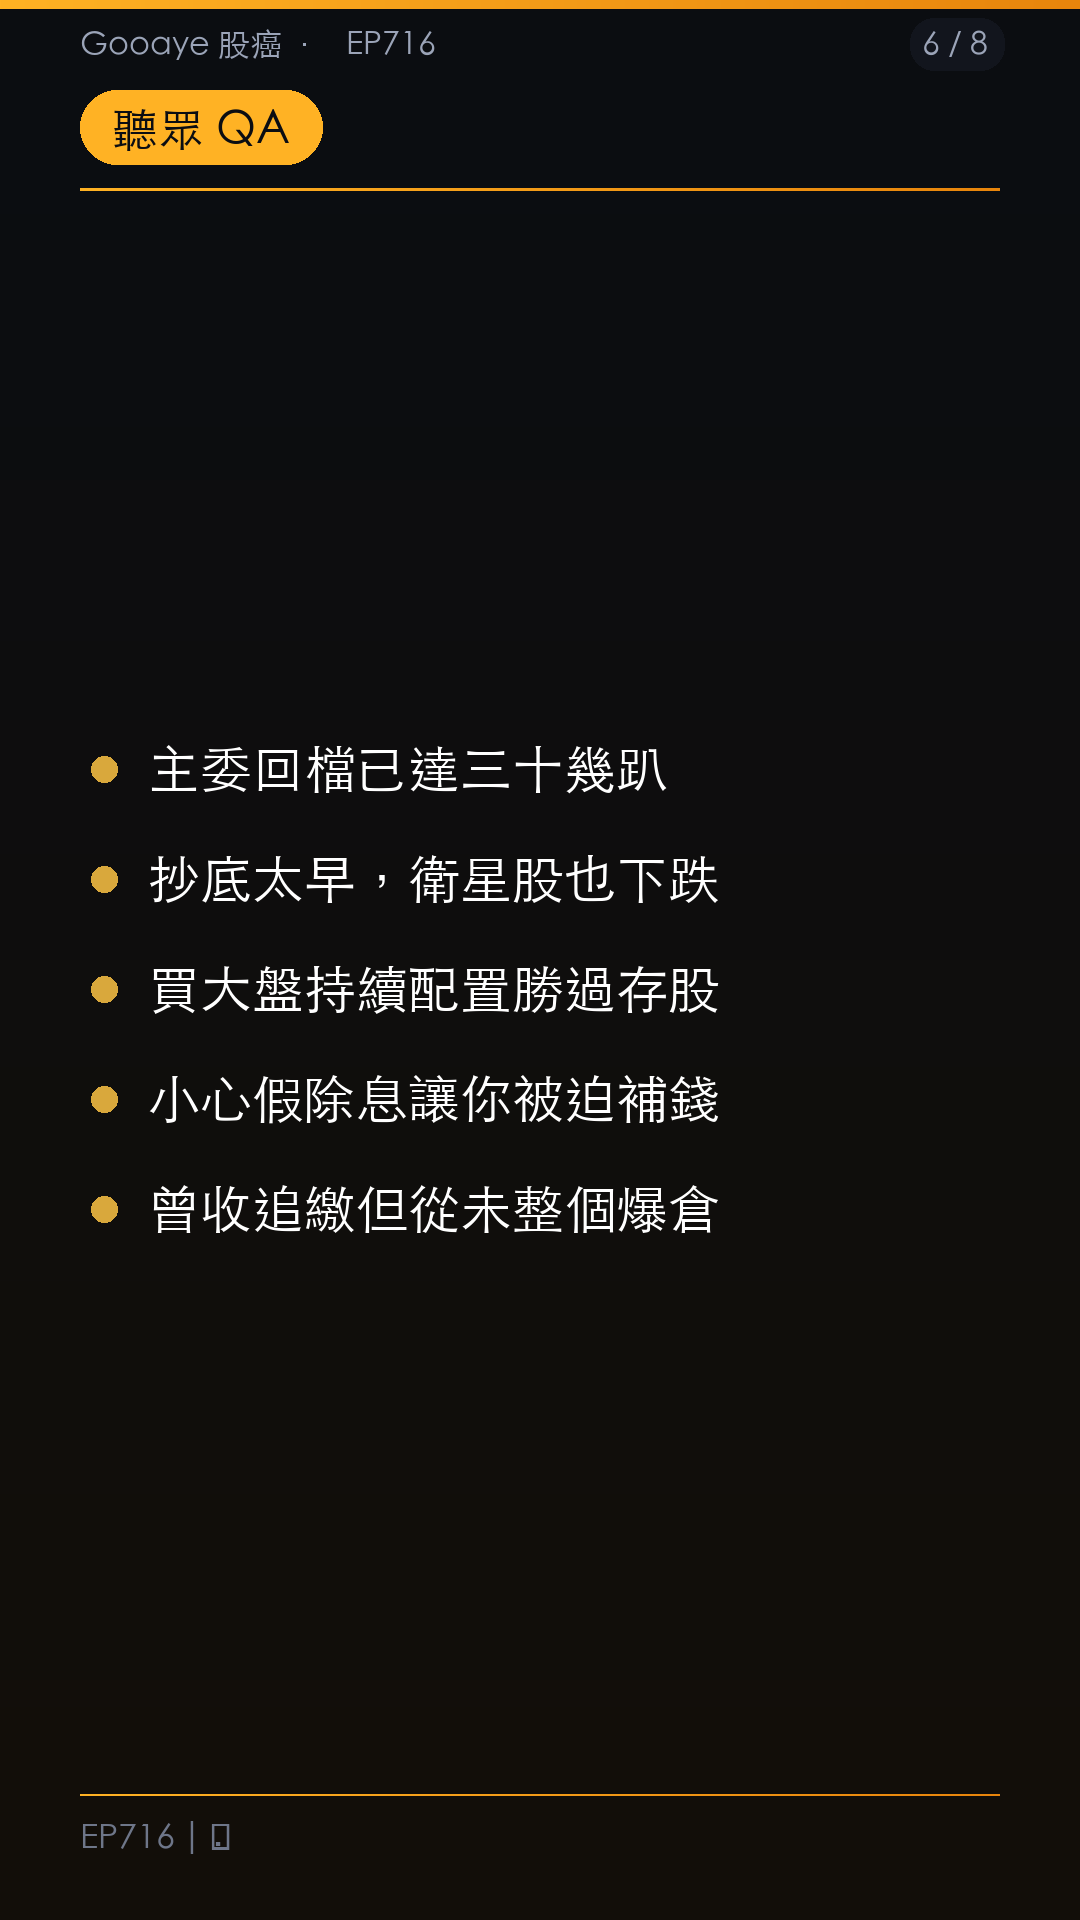 Gooaye 股癌 · EP716
6 / 8
聽眾 QA
主委回檔已達三十幾趴
抄底太早，衛星股也下跌
買大盤持續配置勝過存股
小心假除息讓你被迫補錢
曾收追繳但從未整個爆倉
EP716 |